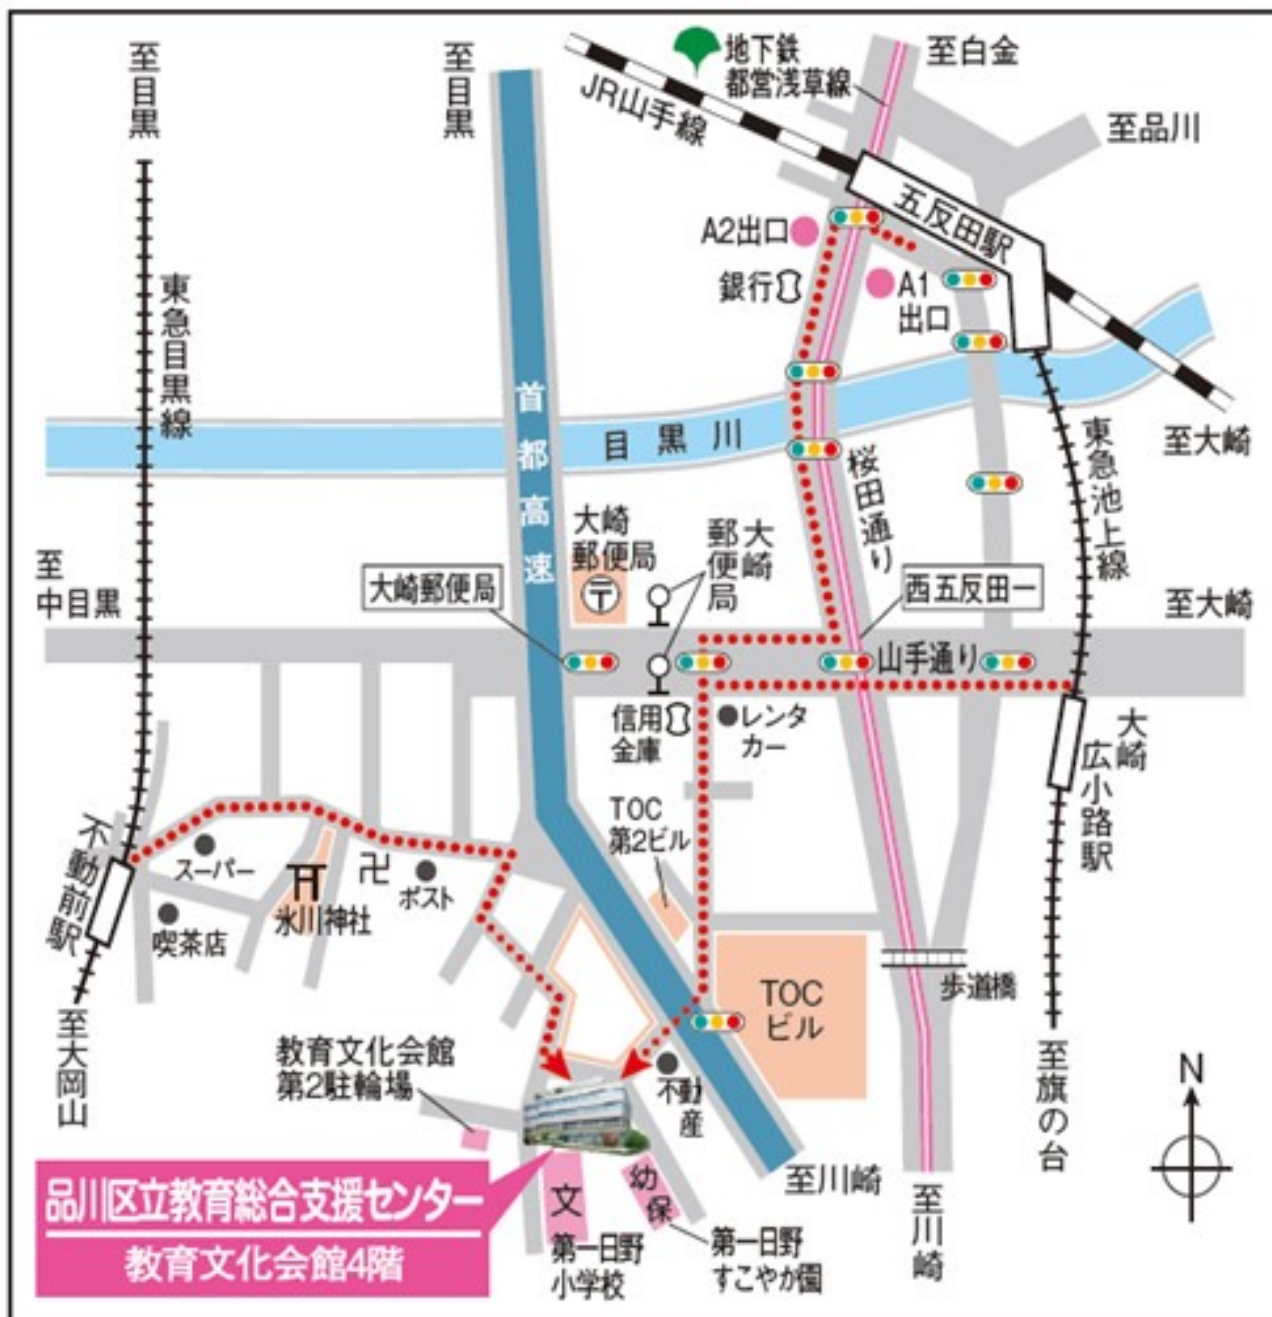 至目黒
至目黒
地下鉄
都営浅草線
至白金
JR山手線
至品川
五反田駅
A2出口
銀行
A1
出口
東急目黒線
首都高速
目黒川
桜田通り
東急池上線
至大崎
至
中目黒
大崎
郵便局
大崎郵便局
〒
大崎
郵便局
西五反田一
至大崎
山手通り
信用
金庫
レンタ
カー
大崎
広小路駅
TOC
第2ビル
不動前駅
スーパー
卍
ポスト
氷川神社
喫茶店
TOC
ビル
歩道橋
至大岡山
教育文化会館
第2駐輪場
不動
産
至旗の台
N
品川区立教育総合支援センター
教育文化会館4階
文
幼
保
至川崎
至川崎
第一日野
小学校
第一日野
すこやか園